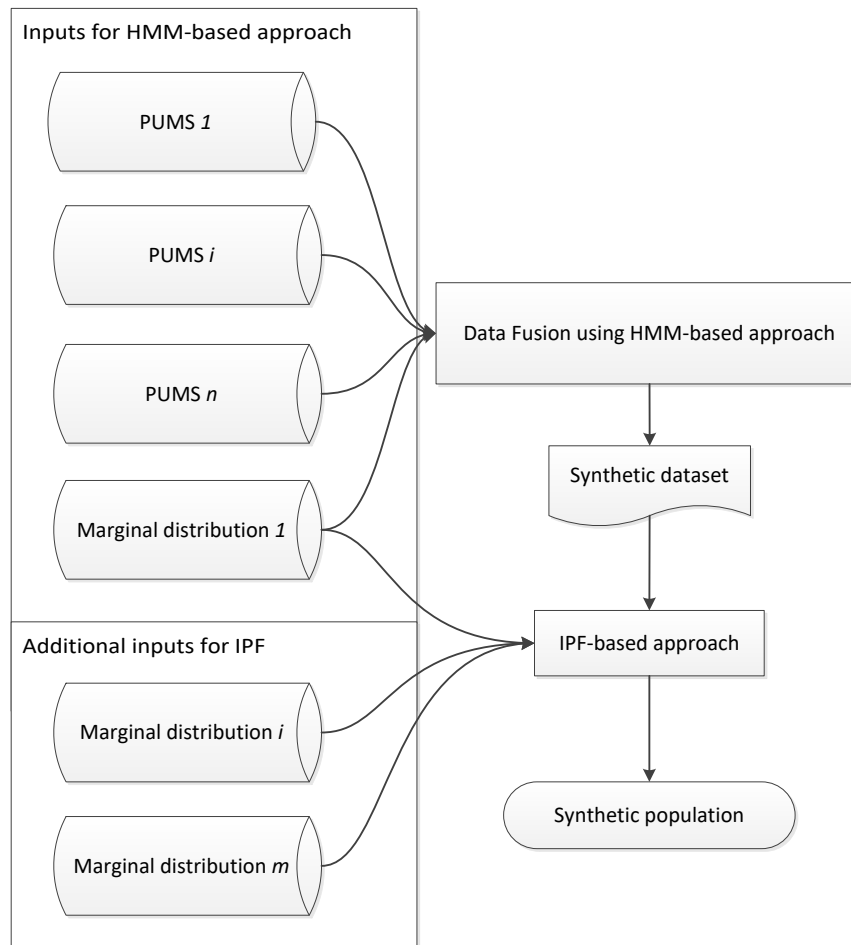 Inputs for HMM-based approach
PUMS 1
PUMS i
PUMS n
Marginal distribution 1
Data Fusion using HMM-based approach
Synthetic dataset
Additional inputs for IPF
IPF-based approach
Marginal distribution i
Marginal distribution m
Synthetic population